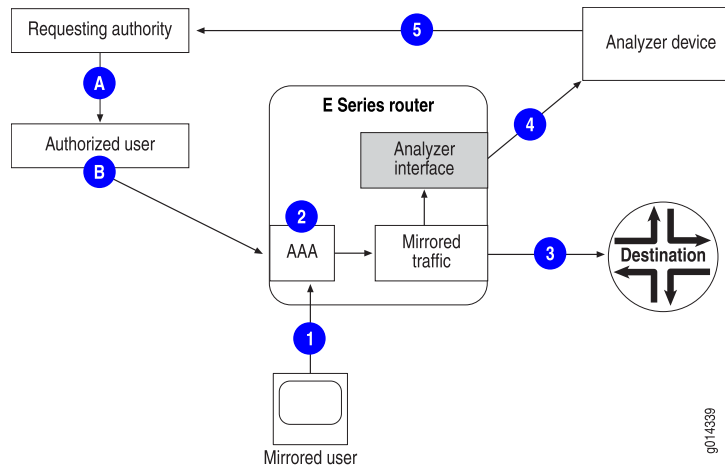 Requesting authority
5
Analyzer device
A
E Series router
Authorized user
4
Analyzer
interface
B
2
AAA
Mirrored
traffic
3
Destination
1
Mirrored user
g014339